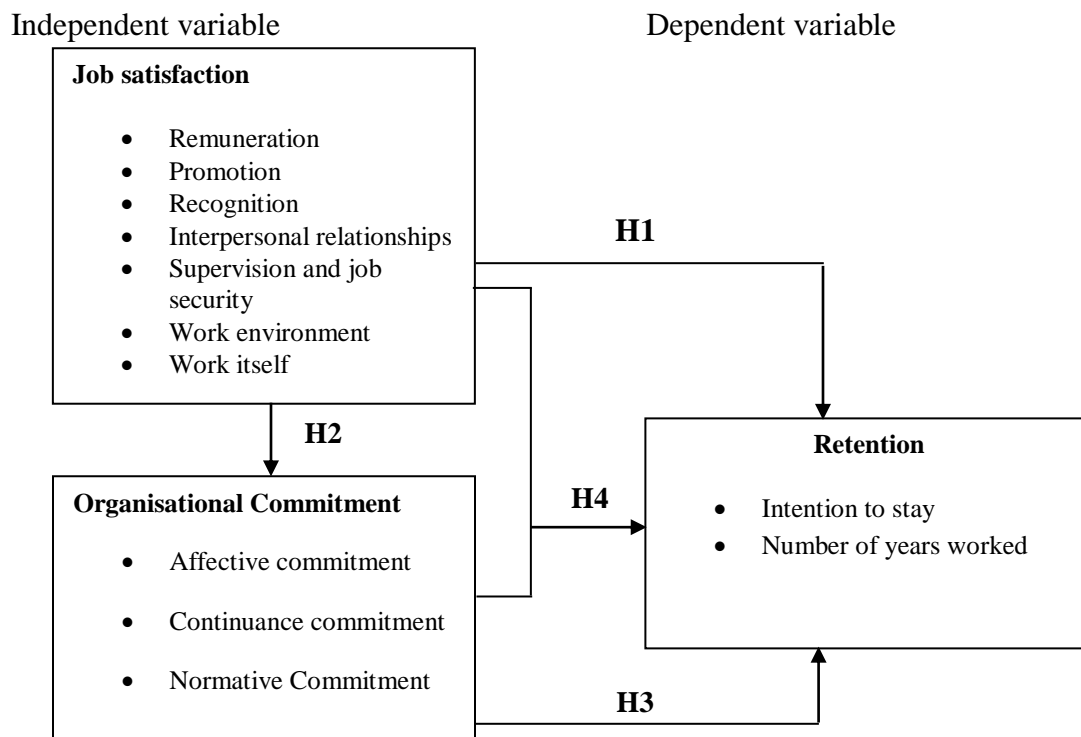 Independent variable
Dependent variable
Job satisfaction
• Remuneration
• Promotion
• Recognition
• Interpersonal relationships
• Supervision and job
security
• Work environment
• Work itself
H1
H2
Organisational Commitment
• Affective commitment
• Continuance commitment
• Normative Commitment
H4
Retention
• Intention to stay
• Number of years worked
H3